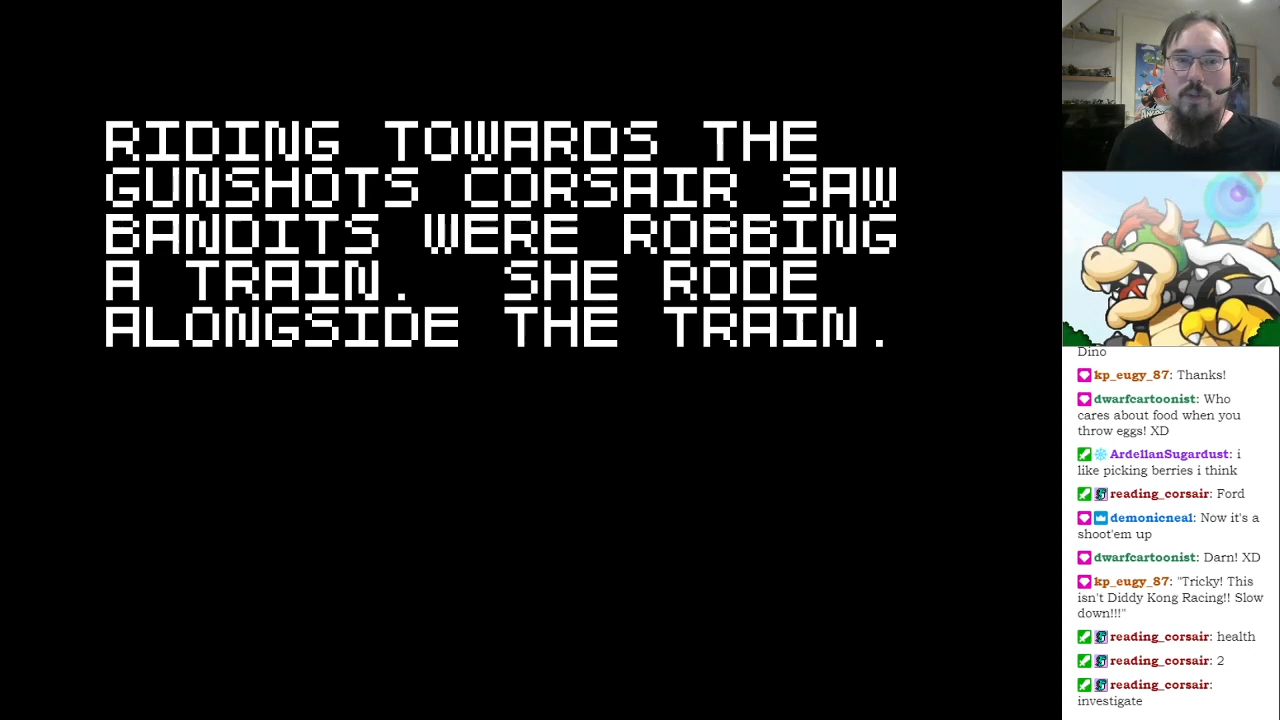 RIDING TOWARDS THE
GUNSHOTS CORSAIR SAW
BANDITS WERE ROBBING
A TRAIN. SHE RODE
ALONGSIDE THE TRAIN.
Dino
kp_eugy_87: Thanks!
dwarfcartoonist: Who
cares about food when you
throw eggs! XD
ArdellanSugardust: i
like picking berries i think
reading_corsair: Ford
demonicneal: Now it's a
shoot'em up
dwarfcartoonist: Darn! XD
kp_eugy_87: "Tricky! This
isn't Diddy Kong Racing!! Slow
down!!!"
reading_corsair: health
reading_corsair: 2
reading_corsair:
investigate